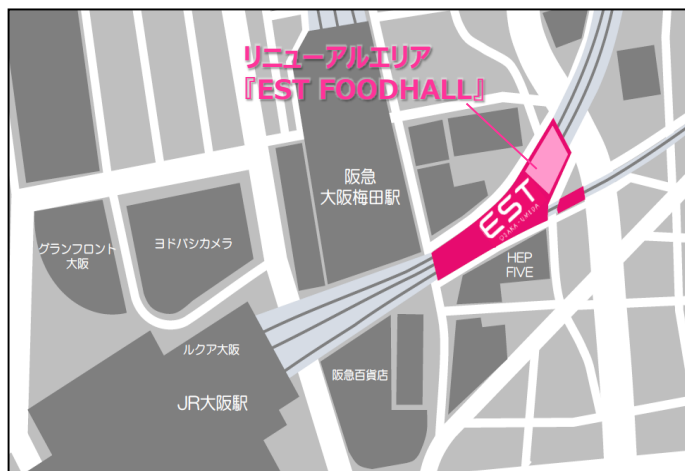 リニューアルエリア
『EST FOODHALL』
阪急
大阪梅田駅
EST
OSAKA・UMEDA
グランフロント
大阪
ヨドバシカメラ
HEP
FIVE
ルクア大阪
阪急百貨店
JR大阪駅